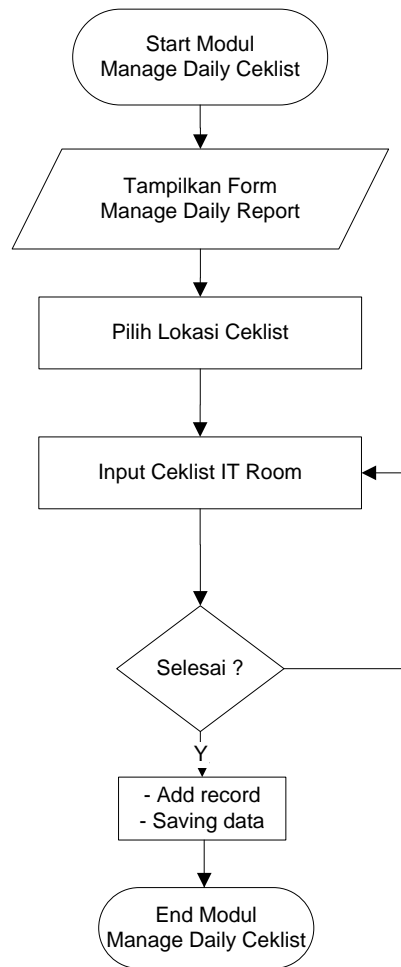 Start Modul
Manage Daily Ceklist
Tampilkan Form
Manage Daily Report
Pilih Lokasi Ceklist
Input Ceklist IT Room
Selesai ?
Y
- Add record
- Saving data
End Modul
Manage Daily Ceklist